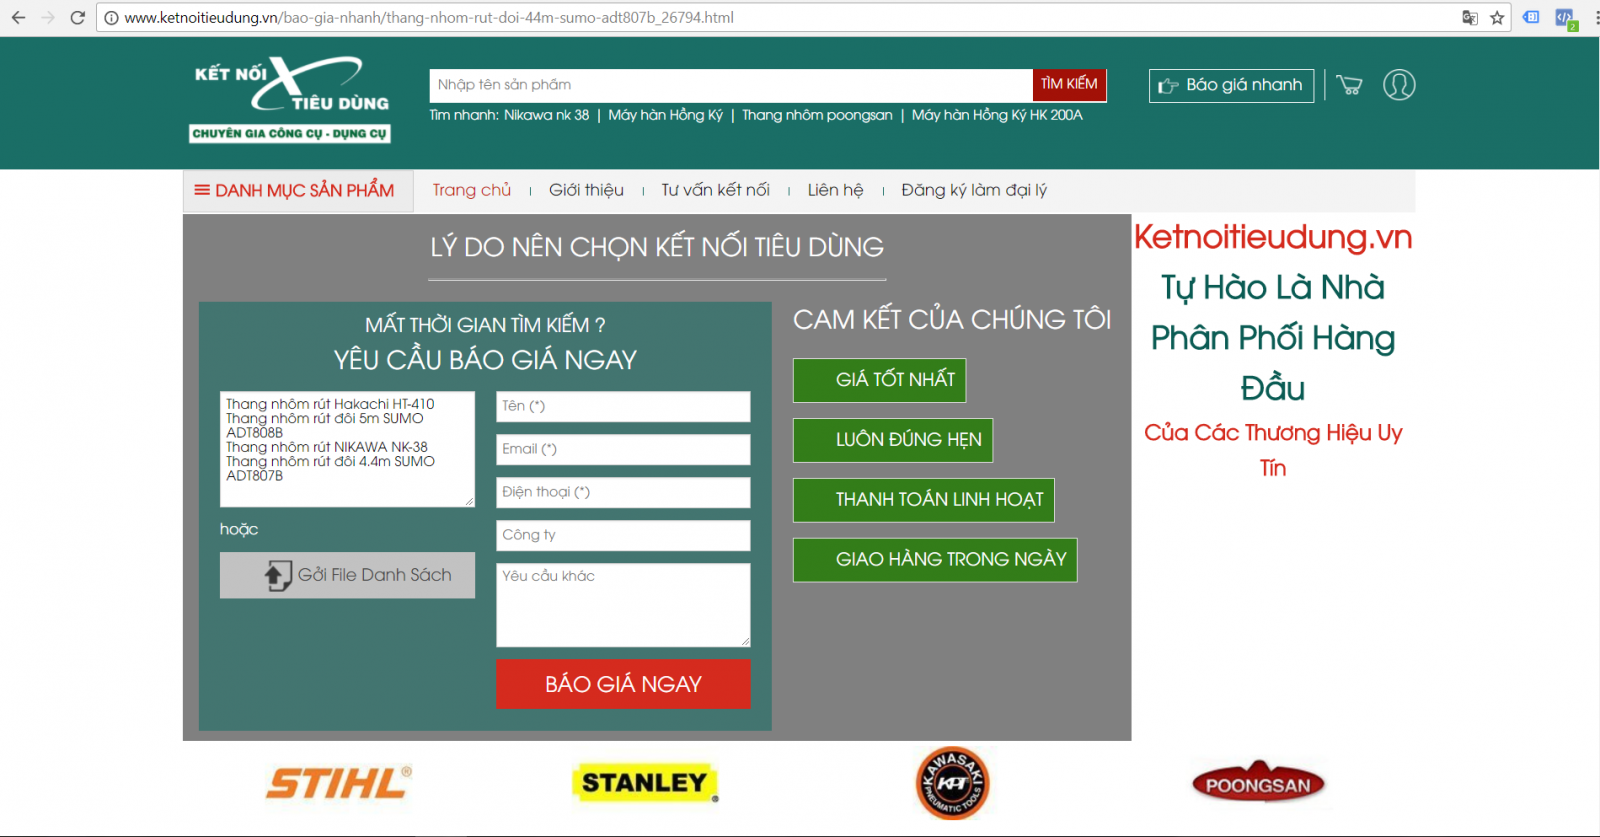 www.ketnoitieudung.vn/bao-gia-nhanh/thang-nhom-rut-doi-44m-sumo-adt807b_26794.html
2
KẾT NỐI
TIÊU DÙNG
CHUYÊN GIA CÔNG CỤ - DỤNG CỤ
Nhập tên sản phẩm
TÌM KIẾM
Tìm nhanh: Nikawa nk 38 | Máy hàn Hồng Ký | Thang nhôm poongsan | Máy hàn Hồng Ký HK 200A
Báo giá nhanh
DANH MỤC SẢN PHẨM
Trang chủ
Giới thiệu
Tư vấn kết nối
Liên hệ
Đăng ký làm đại lý
LÝ DO NÊN CHỌN KẾT NỐI TIÊU DÙNG
MẤT THỜI GIAN TÌM KIẾM ?
YÊU CẦU BÁO GIÁ NGAY
Thang nhôm rút Hakachi HT-410
Thang nhôm rút đôi 5m SUMO
ADT808B
Thang nhôm rút NIKAWA NK-38
Thang nhôm rút đôi 4.4m SUMO
ADT807B
hoặc
Gởi File Danh Sách
Tên (*)
Email (*)
Điện thoại (*)
Công ty
Yêu cầu khác
BÁO GIÁ NGAY
CAM KẾT CỦA CHÚNG TÔI
GIÁ TỐT NHẤT
LUÔN ĐÚNG HẸN
THANH TOÁN LINH HOẠT
GIAO HÀNG TRONG NGÀY
Ketnoitieudung.vn
Tự Hào Là Nhà
Phân Phối Hàng
Đầu
Của Các Thương Hiệu Uy
Tín
STIHL®
STANLEY®
KAWASAKI
KPT
PNEUMATIC TOOLS
POONGSAN